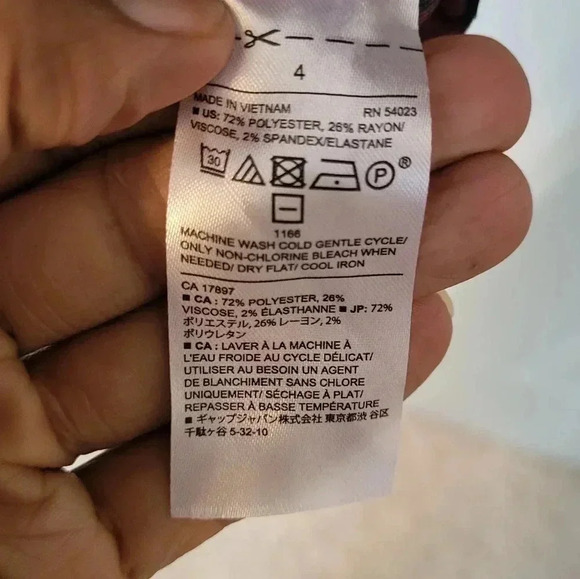 4
MADE IN VIETNAM RN 54023
■ US: 72% POLYESTER, 26% RAYON/
VISCOSE, 2% SPANDEX/ELASTANE
30 P ®
1166
MACHINE WASH COLD GENTLE CYCLE/
ONLY NON-CHLORINE BLEACH WHEN
NEEDED/ DRY FLAT/ COOL IRON
CA 17897
■ CA : 72% POLYESTER, 26%
VISCOSE, 2% ÉLASTHANNE ■ JP: 72%
ポリエステル, 26% レーヨン, 2%
ポリウレタン
■ CA : LAVER À LA MACHINE À
L'EAU FROIDE AU CYCLE DÉLICAT/
UTILISER AU BESOIN UN AGENT
DE BLANCHIMENT SANS CHLORE
UNIQUEMENT/ SÉCHAGE À PLAT/
REPASSER À BASSE TEMPÉRATURE
■ ギャップジャパン株式会社 東京都渋谷区
千駄ヶ谷 5-32-10